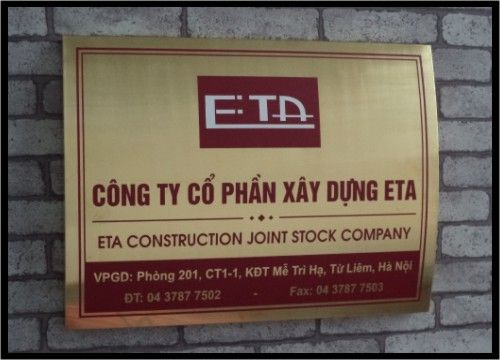 ETA
CÔNG TY CỔ PHẦN XÂY DỰNG ETA
ETA CONSTRUCTION JOINT STOCK COMPANY
VPGD: Phòng 201, CT1-1, KĐT Mễ Trì Hạ, Từ Liêm, Hà Nội
ĐT: 04 3787 7502 - Fax: 04 3787 7503